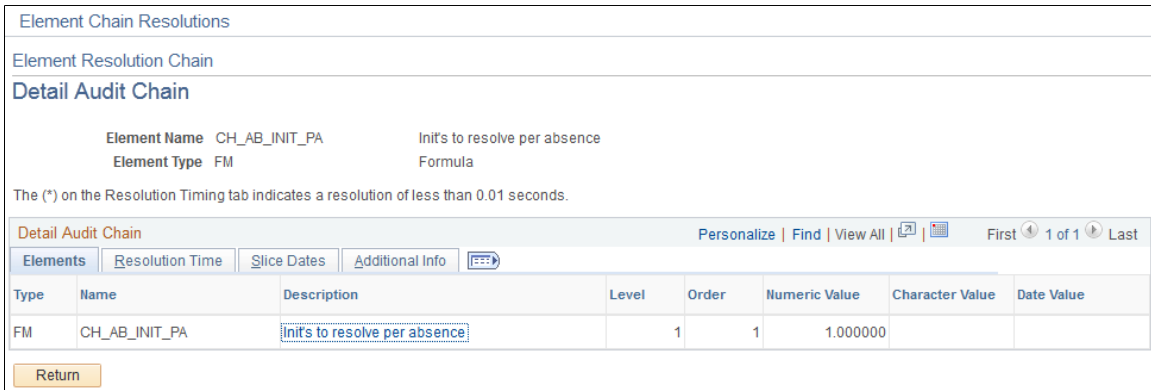 Element Chain Resolutions
Element Resolution Chain
Detail Audit Chain
Element Name CH_AB_INIT_PA Init's to resolve per absence
Element Type FM Formula
The (*) on the Resolution Timing tab indicates a resolution of less than 0.01 seconds.
Detail Audit Chain Personalize | Find | View All | | First 1 of 1 Last
Elements Resolution Time Slice Dates Additional Info
Type Name Description Level Order Numeric Value Character Value Date Value
FM CH_AB_INIT_PA Init's to resolve per absence 1 1 1.000000
Return